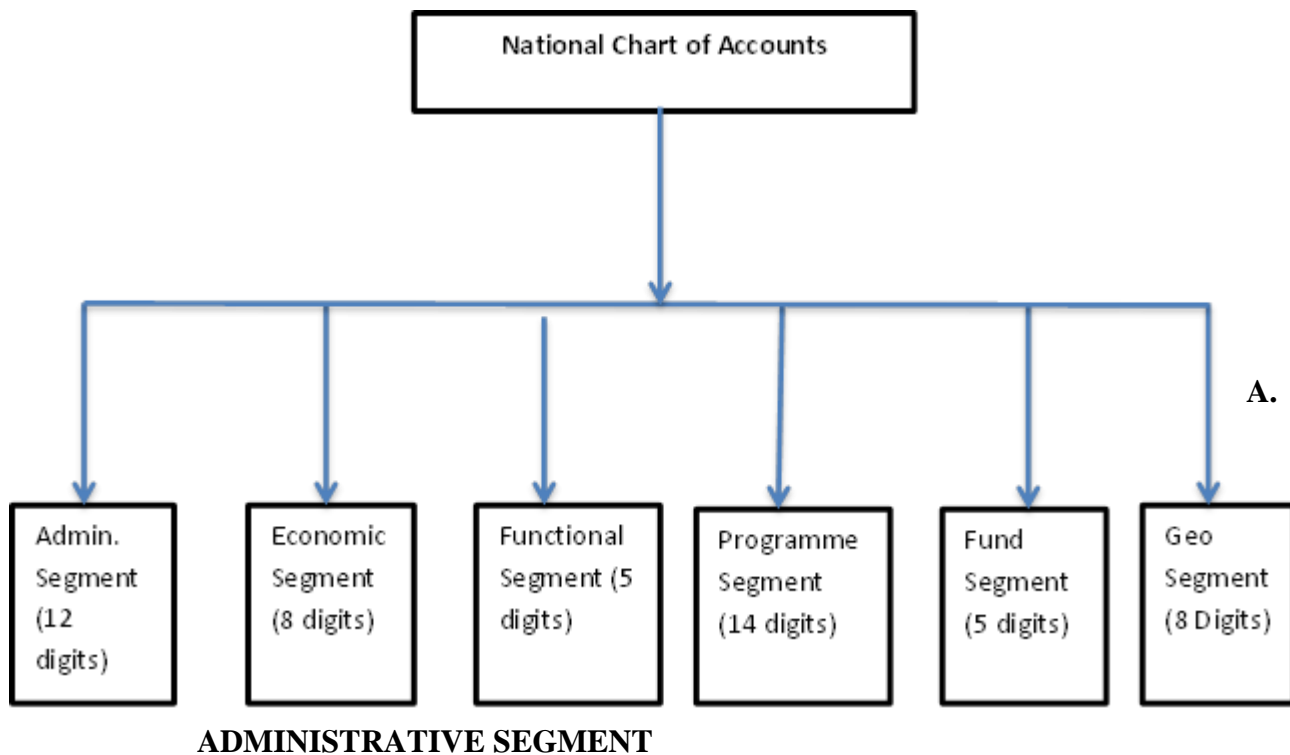 National Chart of Accounts
A.
Admin.
Segment
(12
digits)
Economic
Segment
(8 digits)
Functional
Segment (5
digits)
Programme
Segment
(14 digits)
Fund
Segment
(5 digits)
Geo
Segment
(8 Digits)
ADMINISTRATIVE SEGMENT